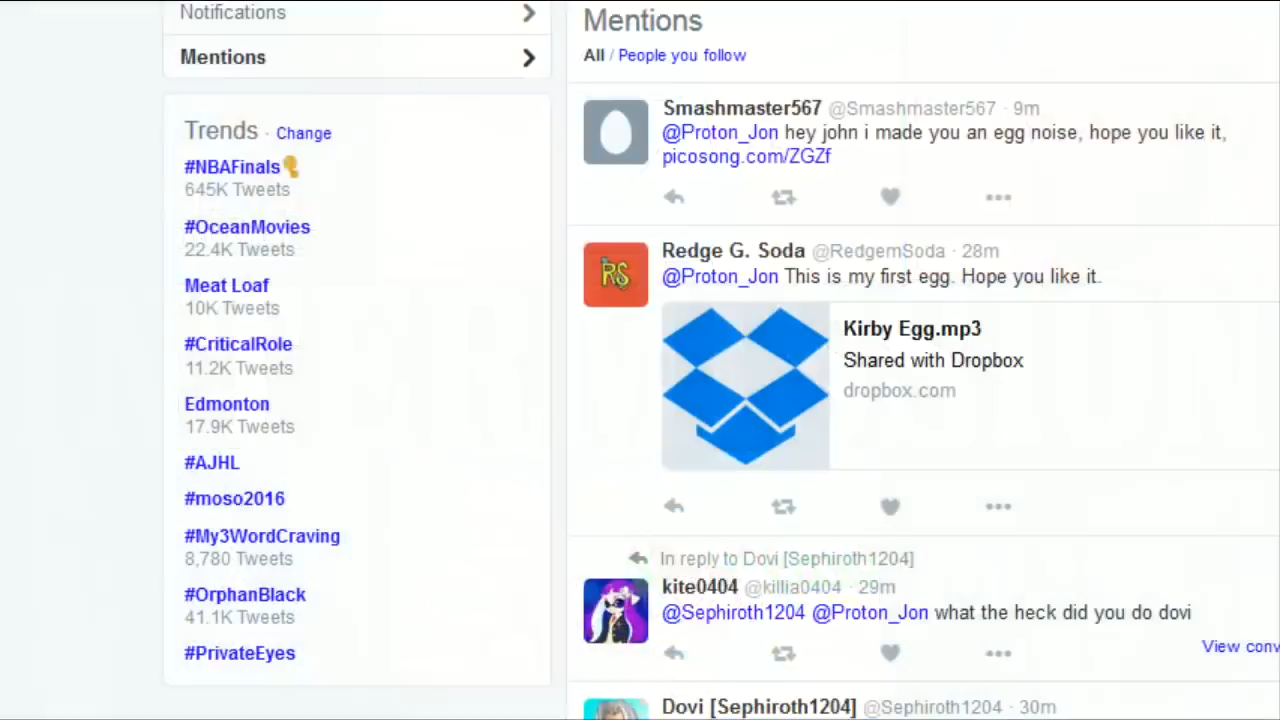 Notifications
Mentions
Trends · Change
#NBAFinals
645K Tweets
#OceanMovies
22.4K Tweets
Meat Loaf
10K Tweets
#CriticalRole
11.2K Tweets
Edmonton
17.9K Tweets
#AJHL
#moso2016
#My3WordCraving
8,780 Tweets
#OrphanBlack
41.1K Tweets
#PrivateEyes
Mentions
All / People you follow
Smashmaster567 @Smashmaster567 · 9m
@Proton_Jon hey john i made you an egg noise, hope you like it,
picosong.com/ZGZf
Redge G. Soda @RedgemSoda · 28m
RS
@Proton_Jon This is my first egg. Hope you like it.
Kirby Egg.mp3
Shared with Dropbox
dropbox.com
In reply to Dovi [Sephiroth1204]
kite0404 @killia0404 · 29m
@Sephiroth1204 @Proton_Jon what the heck did you do dovi
View conv
Dovi [Sephiroth1204] @Sephiroth1204 · 30m